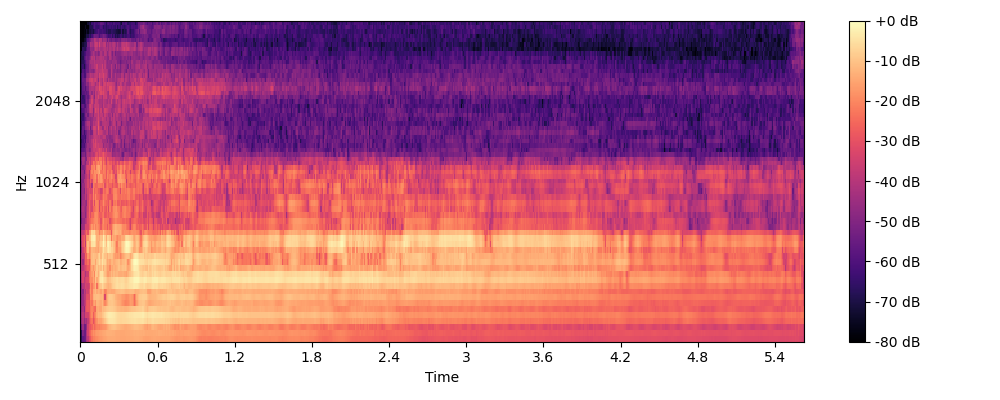 2048
1024
512
Hz
0 0.6 1.2 1.8 2.4 3 3.6 4.2 4.8 5.4
Time
+0 dB
-10 dB
-20 dB
-30 dB
-40 dB
-50 dB
-60 dB
-70 dB
-80 dB